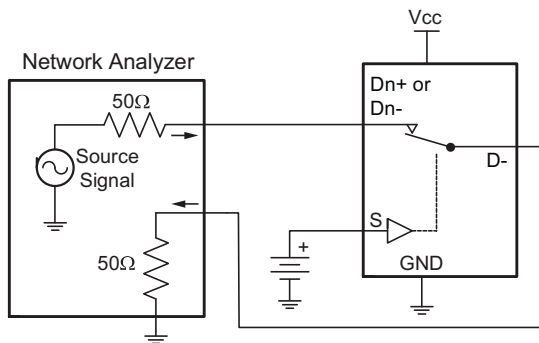 Vcc
Network Analyzer
Dn+ or
Dn-
50Ω
Source
Signal
D-
S
50Ω
+
GND